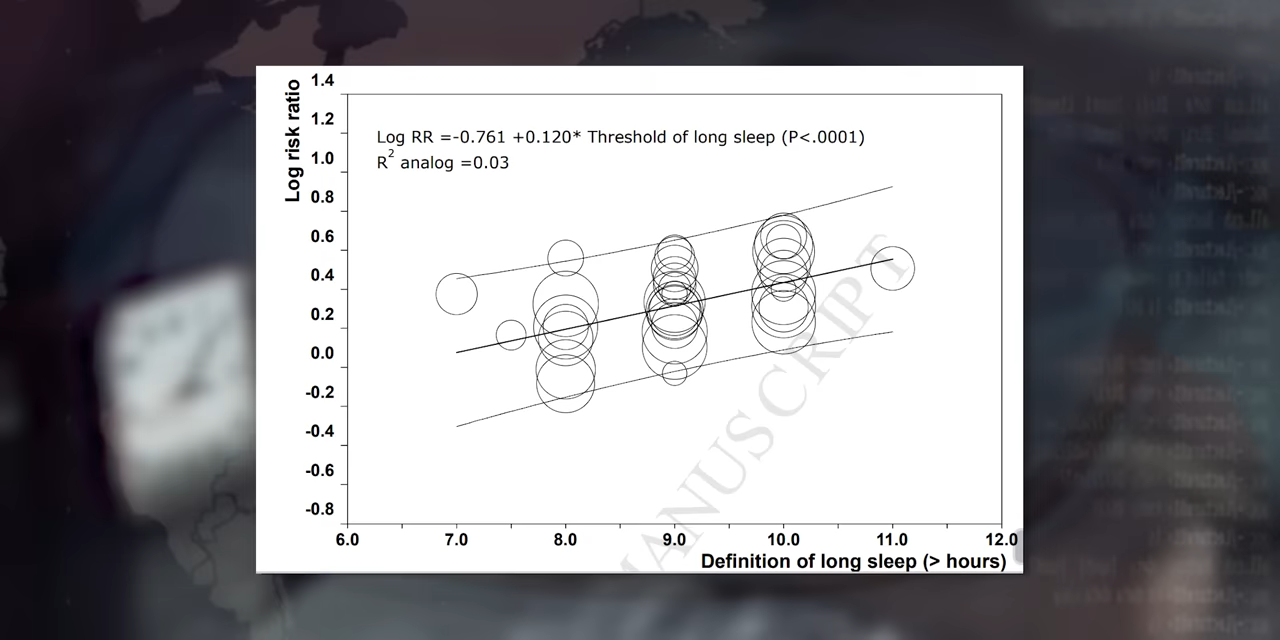 1.4
1.2
1.0
0.8
0.6
0.4
0.2
0.0
-0.2
-0.4
-0.6
-0.8
Log risk ratio
Log RR =-0.761 +0.120* Threshold of long sleep (P<.0001)
R2 analog =0.03
MANUSCRIPT
6.0 7.0 8.0 9.0 10.0 11.0 12.0
Definition of long sleep (> hours)